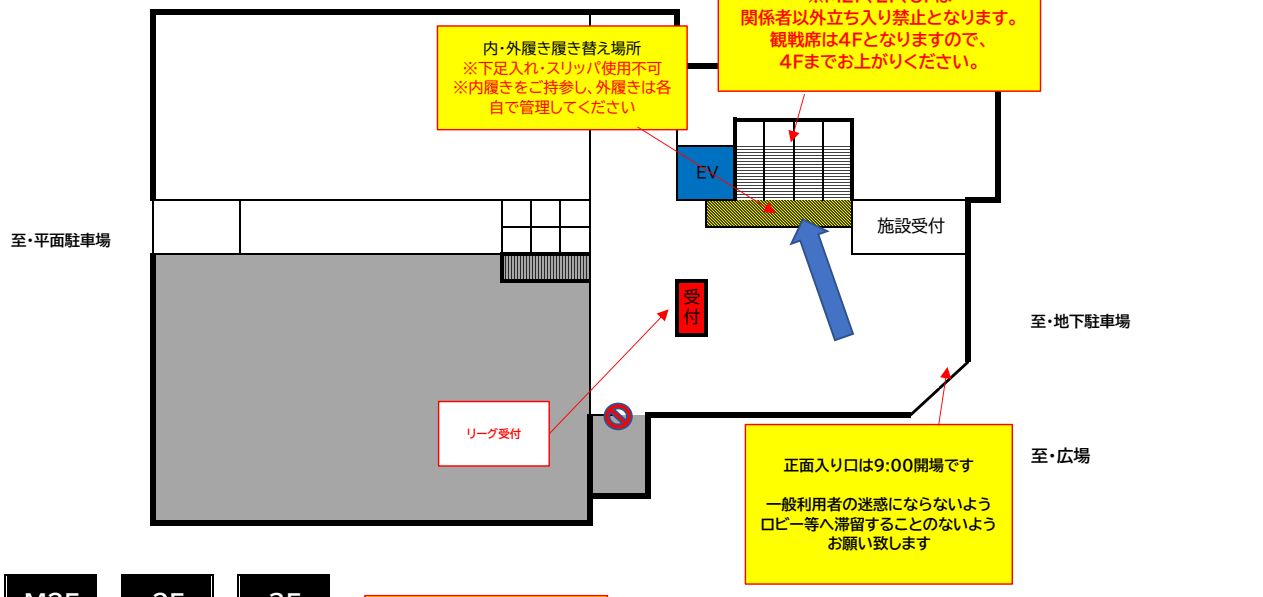 関係者以外立ち入り禁止となります。
観戦席は4Fとなりますので、
4Fまでお上がりください。
内・外履き履き替え場所
※下足入れ・スリッパ使用不可
※内履きをご持参し、外履きは各
自で管理してください
EV
施設受付
至・平面駐車場
受
付
至・地下駐車場
リーグ受付
至・広場
正面入り口は9:00開場です
一般利用者の迷惑にならないよう
ロビー等へ滞留することのないよう
お願い致します
M2F
2F
3F